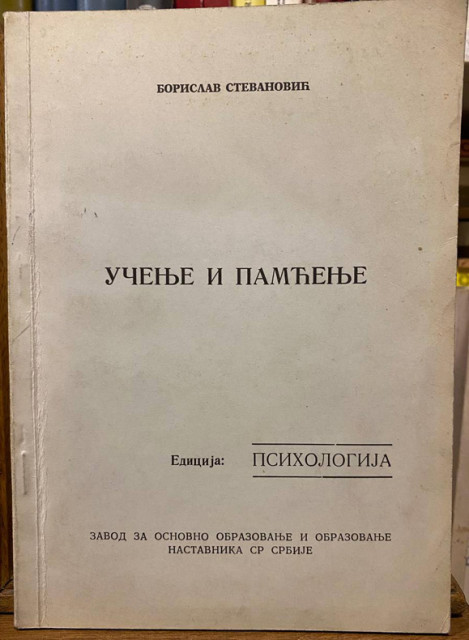 БОРИСЛАВ СТЕВАНОВИЋ
УЧЕЊЕ И ПАМЋЕЊЕ
Едиција: ПСИХОЛОГИЈА
ЗАВОД ЗА ОСНОВНО ОБРАЗОВАЊЕ И ОБРАЗОВАЊЕ
НАСТАВНИКА СР СРБИЈЕ